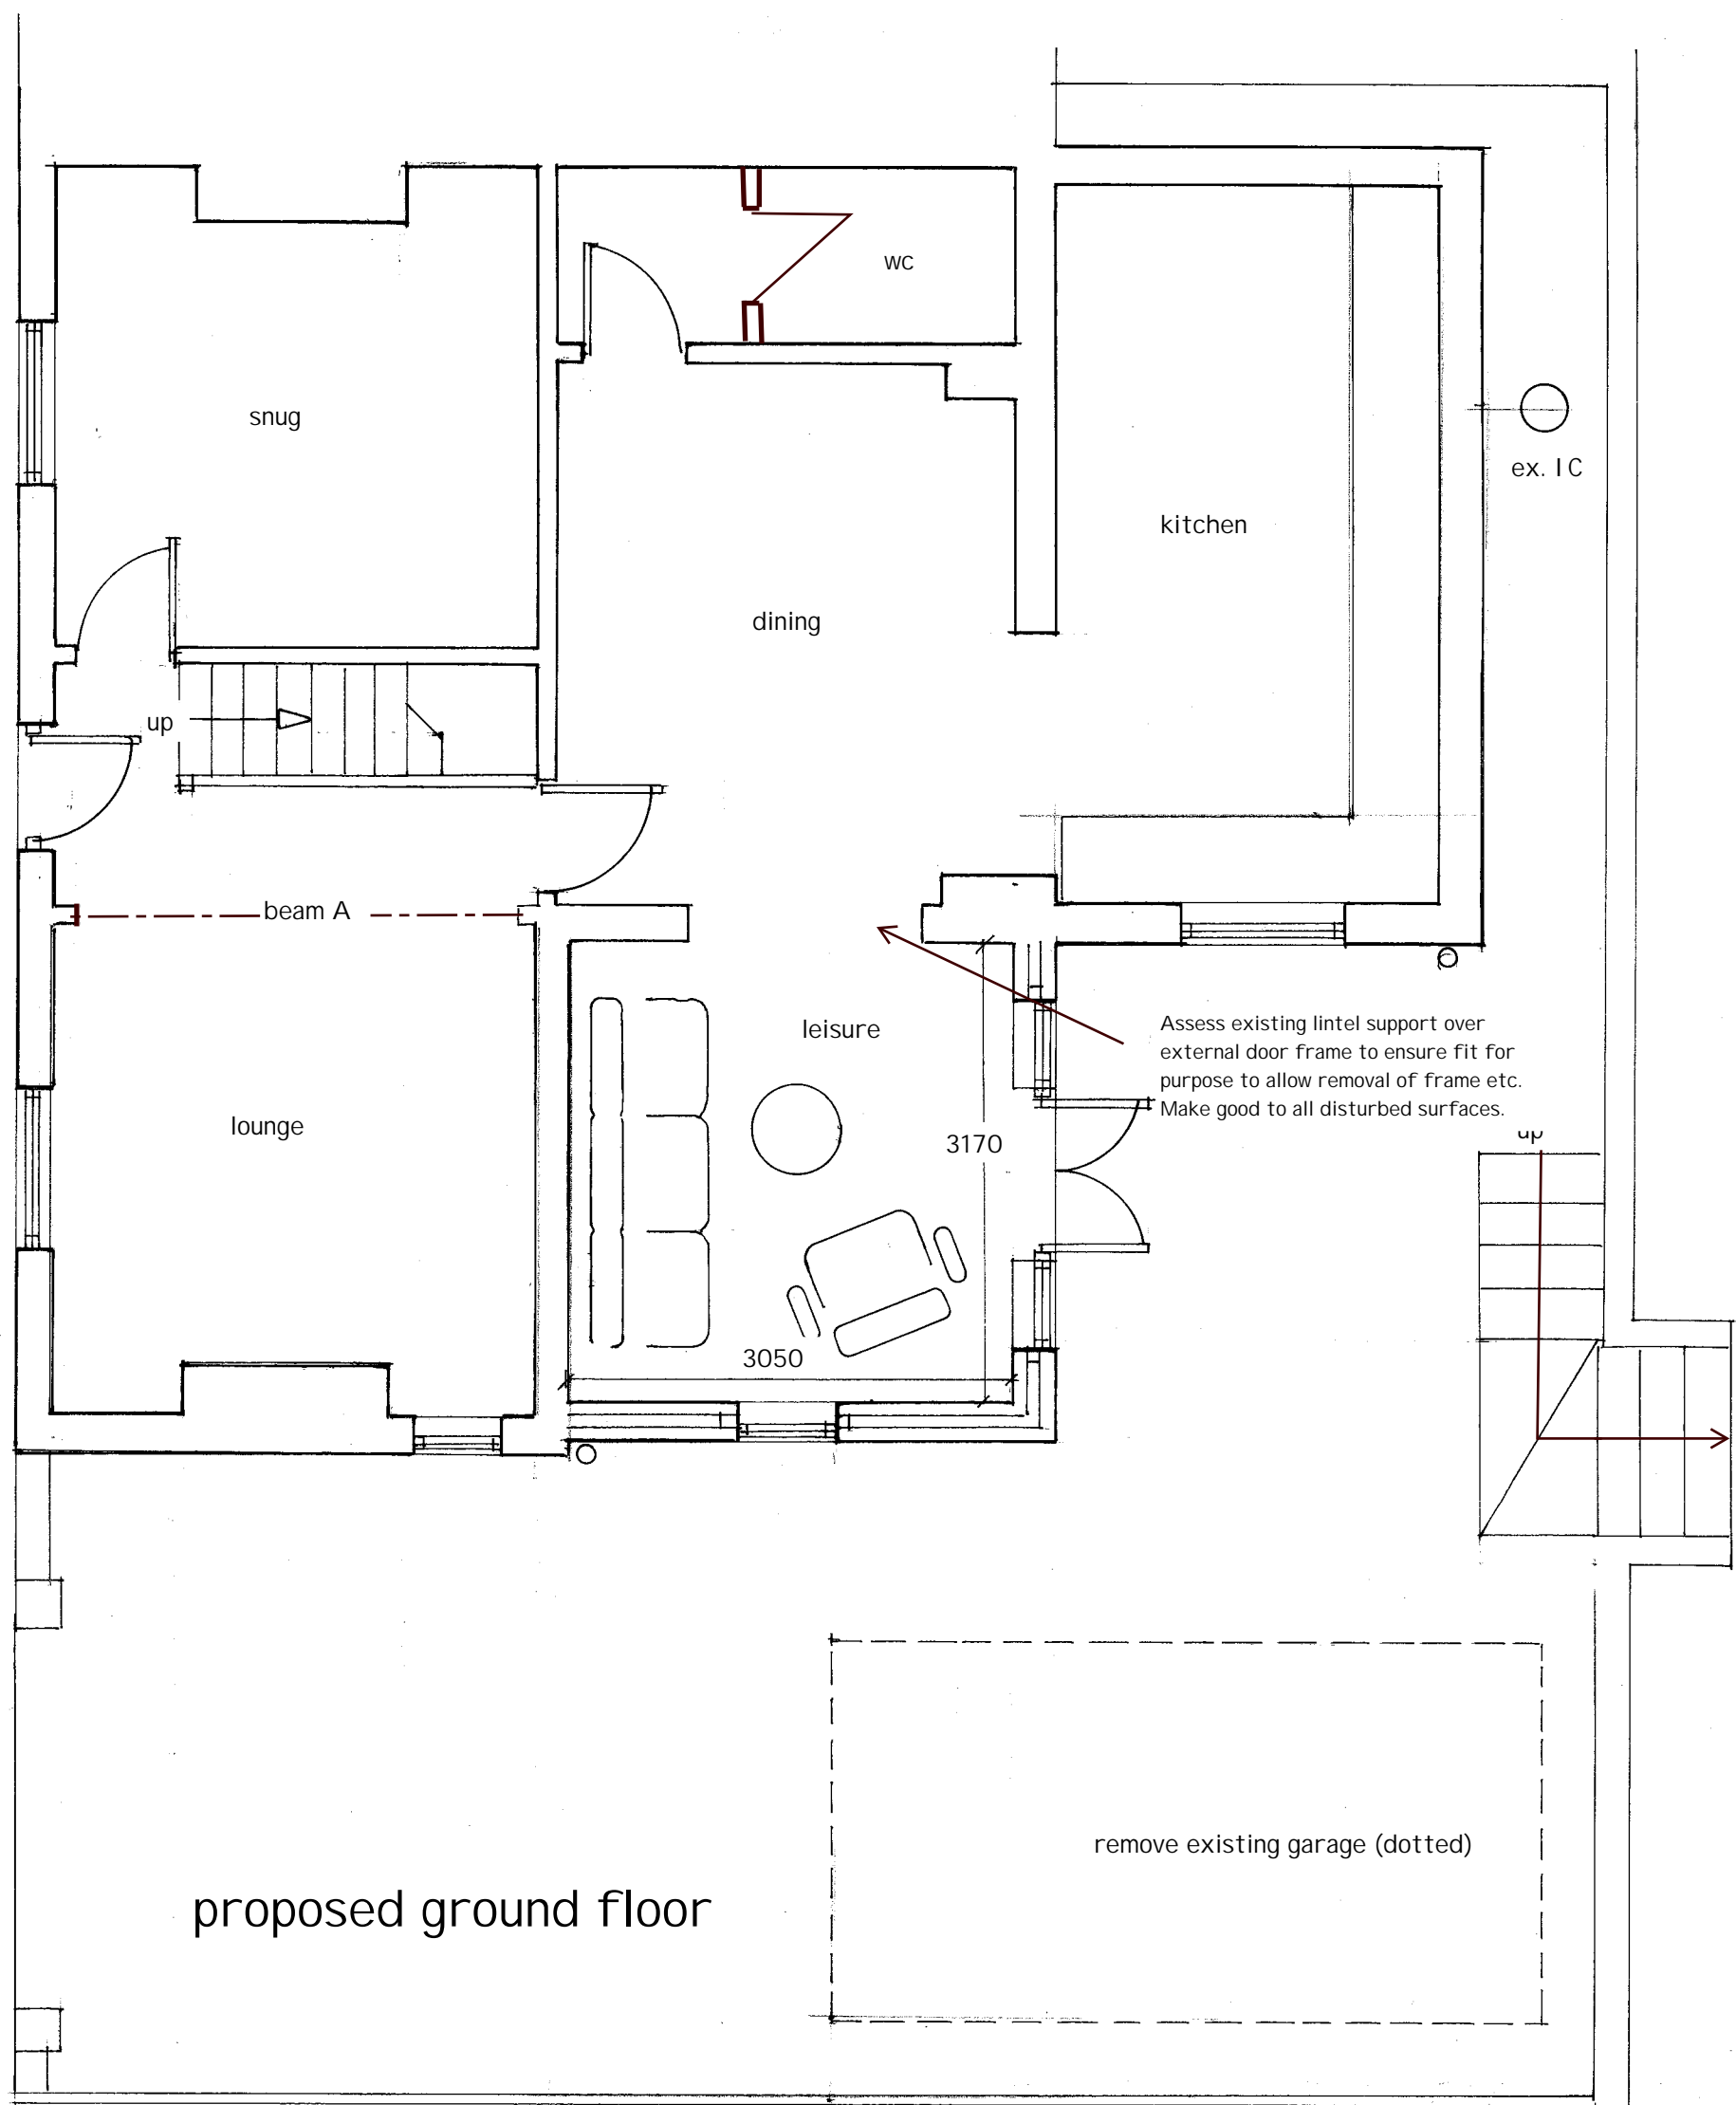 wc
snug
ex. IC
kitchen
dining
up
beam A
leisure
Assess existing lintel support over
external door frame to ensure fit for
purpose to allow removal of frame etc.
Make good to all disturbed surfaces.
lounge
up
3170
3050
remove existing garage (dotted)
proposed ground floor